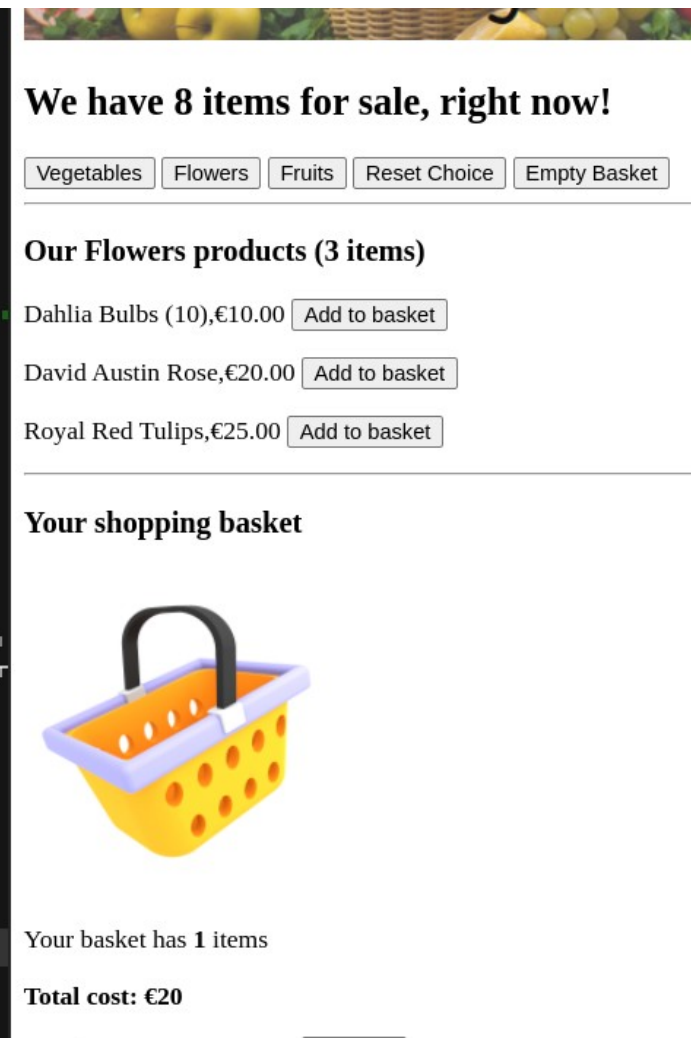 We have 8 items for sale, right now!
Vegetables Flowers Fruits Reset Choice Empty Basket
Our Flowers products (3 items)
Dahlia Bulbs (10),€10.00 Add to basket
David Austin Rose,€20.00 Add to basket
Royal Red Tulips,€25.00 Add to basket
Your shopping basket
Your basket has 1 items
Total cost: €20